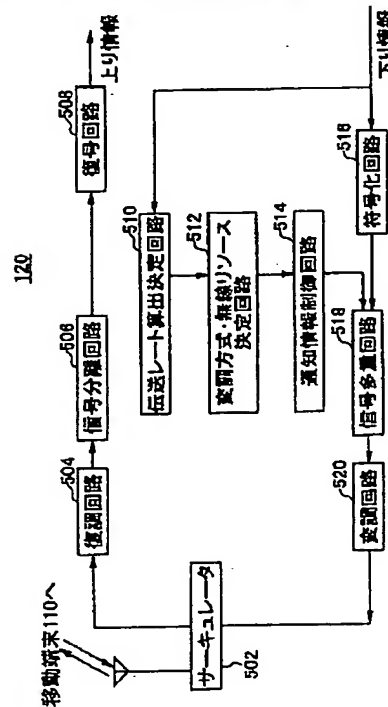 120
移動端末110へ
サーキュレータ
502
504
復調回路
506
信号分離回路
508
復号回路
上り情報
510
伝送レート算出決定回路
512
変調方式・無線リソース
決定回路
514
通知情報制御回路
516
符号化回路
下り情報
518
信号多重回路
520
変調回路